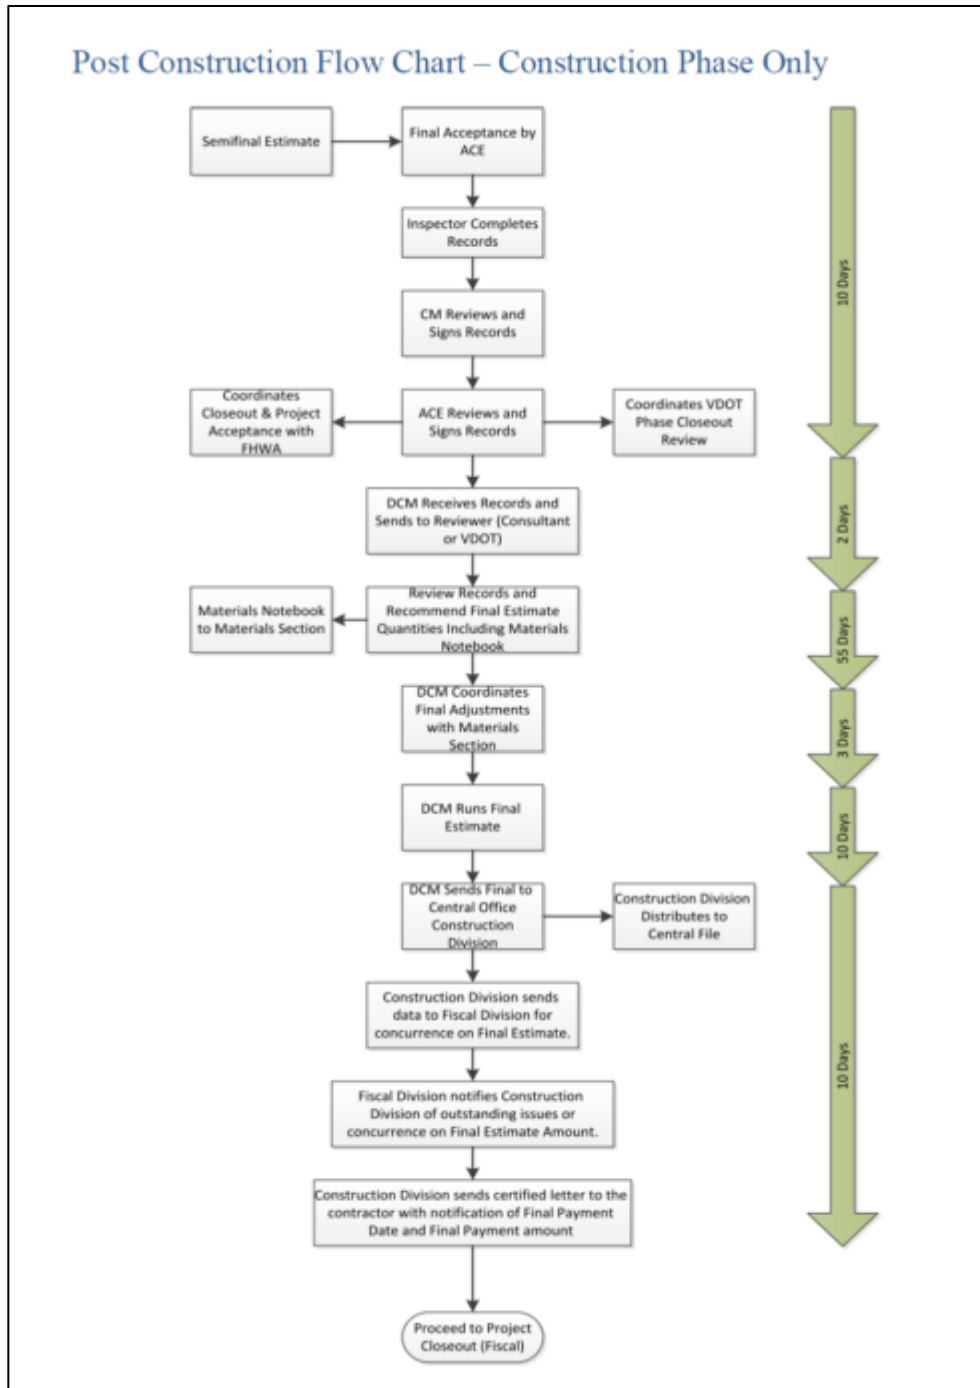 Post Construction Flow Chart – Construction Phase Only
Semifinal Estimate
Final Acceptance by
ACE
Inspector Completes
Records
CM Reviews and
Signs Records
Coordinates
Closeout & Project
Acceptance with
FHWA
ACE Reviews and
Signs Records
Coordinates VDOT
Phase Closeout
Review
10 Days
DCM Receives Records and
Sends to Reviewer (Consultant
or VDOT)
2 Days
Materials Notebook
to Materials Section
Review Records and
Recommend Final Estimate
Quantities Including Materials
Notebook
55 Days
DCM Coordinates
Final Adjustments
with Materials
Section
3 Days
DCM Runs Final
Estimate
10 Days
DCM Sends Final to
Central Office
Construction
Division
Construction Division
Distributes to
Central File
Construction Division sends
data to Fiscal Division for
concurrence on Final Estimate.
Fiscal Division notifies Construction
Division of outstanding issues or
concurrence on Final Estimate Amount.
10 Days
Construction Division sends certified letter to the
contractor with notification of Final Payment
Date and Final Payment amount
Proceed to Project
Closeout (Fiscal)